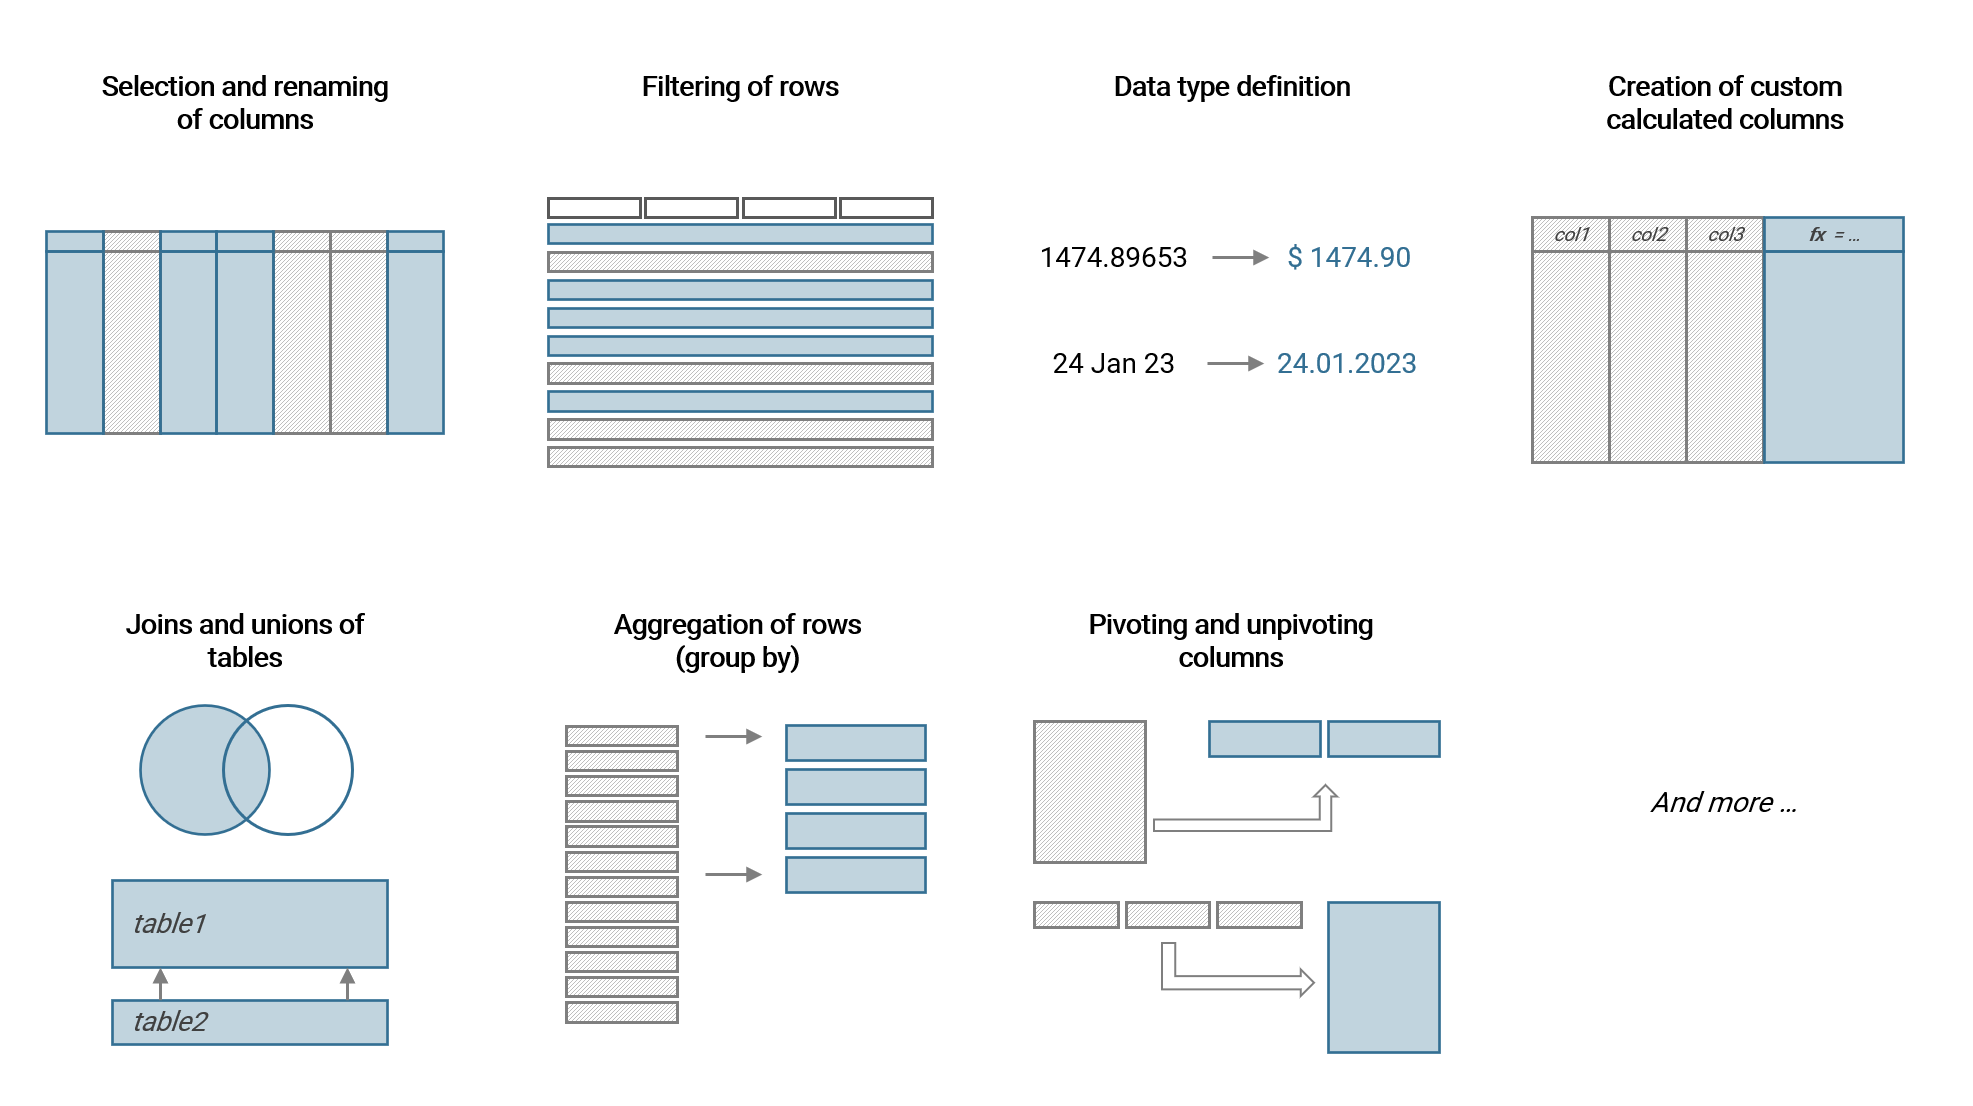 Selection and renaming
of columns
Filtering of rows
Data type definition
Creation of custom
calculated columns
1474.89653
$ 1474.90
24 Jan 23
24.01.2023
col1
col2
col3
fx = ...
Joins and unions of
tables
Aggregation of rows
(group by)
Pivoting and unpivoting
columns
table1
table2
And more ...